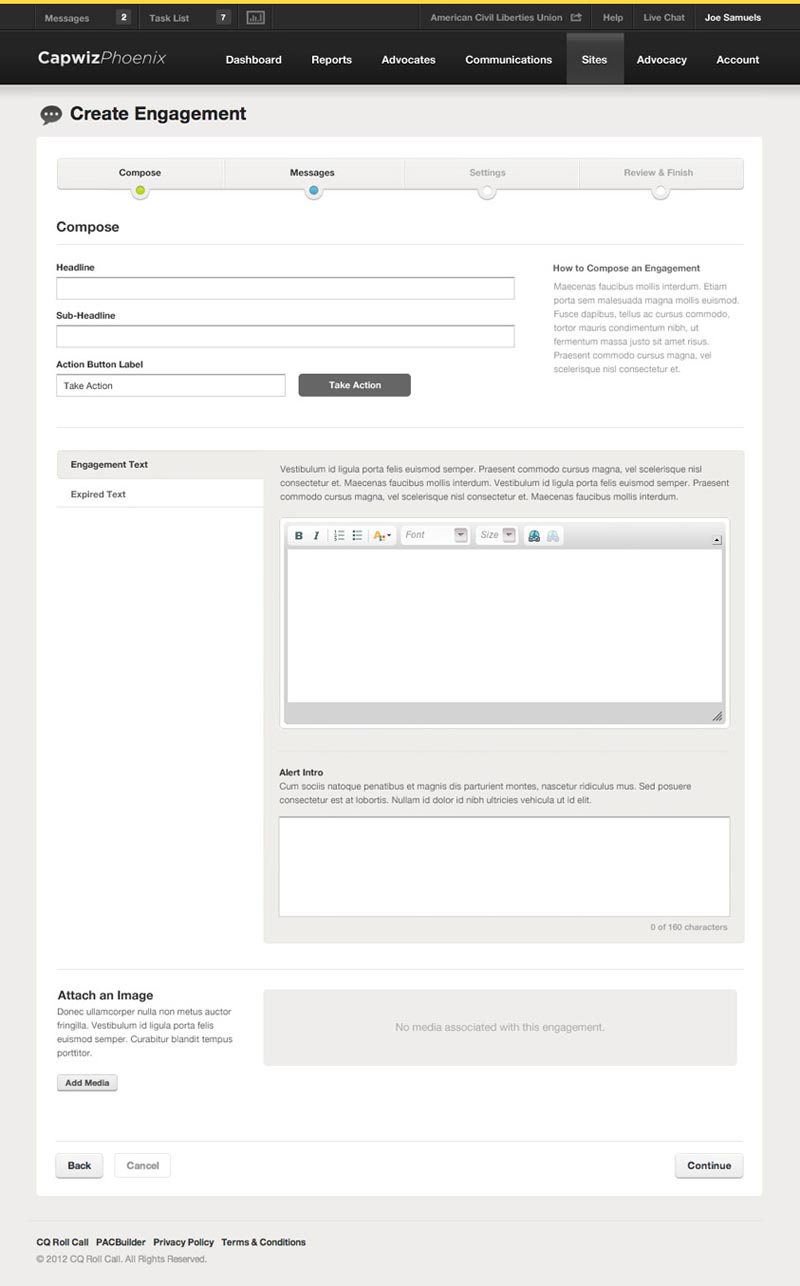 Messages 2 Task List 7 American Civil Liberties Union Help Live Chat Joe Samuels
CapwizPhoenix Dashboard Reports Advocates Communications Sites Advocacy Account
Create Engagement
Compose Messages Settings Review & Finish
Compose
Headline
Sub-Headline
Action Button Label
Take Action Take Action
How to Compose an Engagement
Maecenas faucibus mollis interdum. Etiam
porta sem malesuada magna mollis euismod.
Fusce dapibus, tellus ac cursus commodo,
tortor mauris condimentum nibh, ut
fermentum massa justo sit amet risus.
Praesent commodo cursus magna, vel
scelerisque nisl consectetur et.
Engagement Text
Expired Text
Vestibulum id ligula porta felis euismod semper. Praesent commodo cursus magna, vel scelerisque nisl
consectetur et. Maecenas faucibus mollis interdum. Vestibulum id ligula porta felis euismod semper. Praesent
commodo cursus magna, vel scelerisque nisl consectetur et. Maecenas faucibus mollis interdum.
B I A Font Size
Alert Intro
Cum sociis natoque penatibus et magnis dis parturient montes, nascetur ridiculus mus. Sed posuere
consectetur est at lobortis. Nullam id dolor id nibh ultricies vehicula ut id elit.
0 of 160 characters
Attach an Image
Donec ullamcorper nulla non metus auctor
fringilla. Vestibulum id ligula porta felis
euismod semper. Curabitur blandit tempus
porttitor.
Add Media
No media associated with this engagement.
Back Cancel Continue
CQ Roll Call PACBuilder Privacy Policy Terms & Conditions
© 2012 CQ Roll Call. All Rights Reserved.